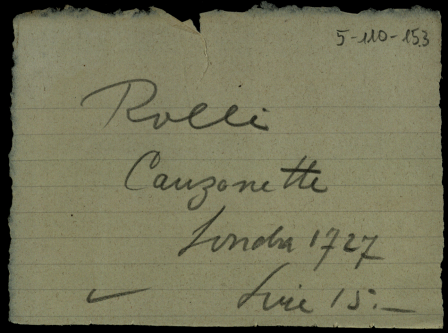 5-110-153
Rolli
Canzonette
Londra 1727
Lire 15.—